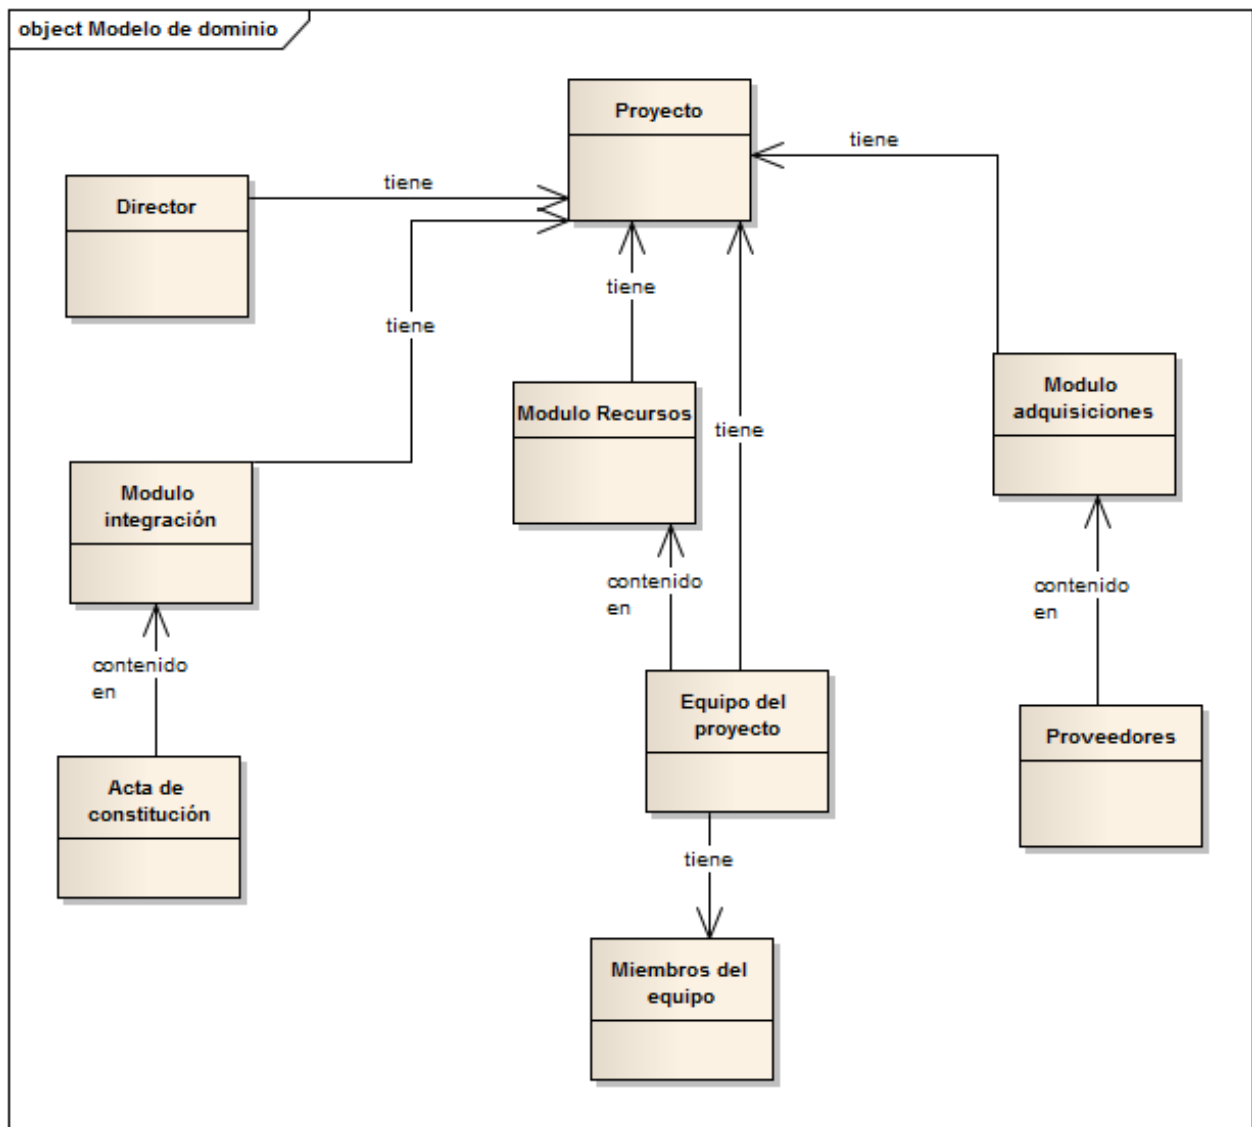 object Modelo de dominio
Proyecto
tiene
tiene
Director
tiene
tiene
Modulo
adquisiciones
Modulo Recursos
tiene
Modulo
integración
contenido
en
contenido
en
contenido
en
Equipo del
proyecto
Proveedores
Acta de
constitución
tiene
Miembros del
equipo